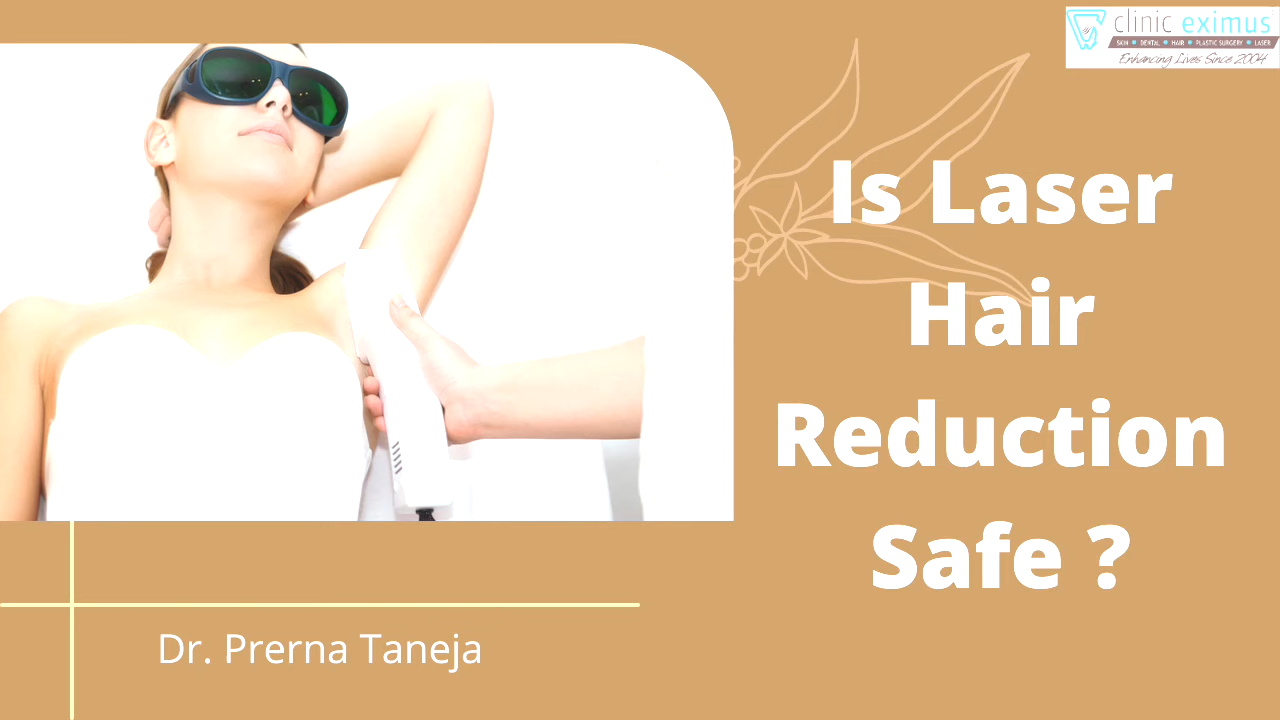 clinic eximus
SKIN • DENTAL • HAIR • PLASTIC SURGERY • LASER
Enhancing Lives Since 2004
Is Laser
Hair
Reduction
Safe ?
Dr. Prerna Taneja